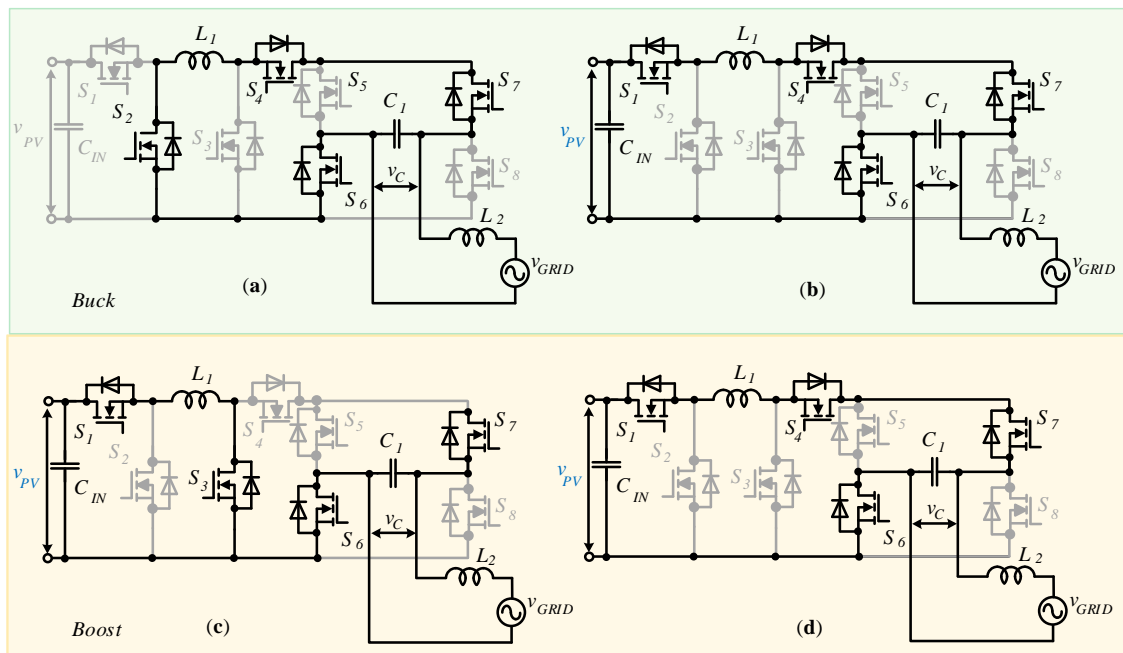 L1
S1
S2
S3
S4
S5
S7
C1
vPV
CIN
S6
S8
vC
L2
vGRID
(a)
Buck
L1
S1
S2
S3
S4
S5
S7
C1
vPV
CIN
S6
S8
vC
L2
vGRID
(b)
L1
S1
S2
S3
S4
S5
S7
C1
vPV
CIN
S6
S8
vC
L2
vGRID
(c)
Boost
L1
S1
S2
S3
S4
S5
S7
C1
vPV
CIN
S6
S8
vC
L2
vGRID
(d)